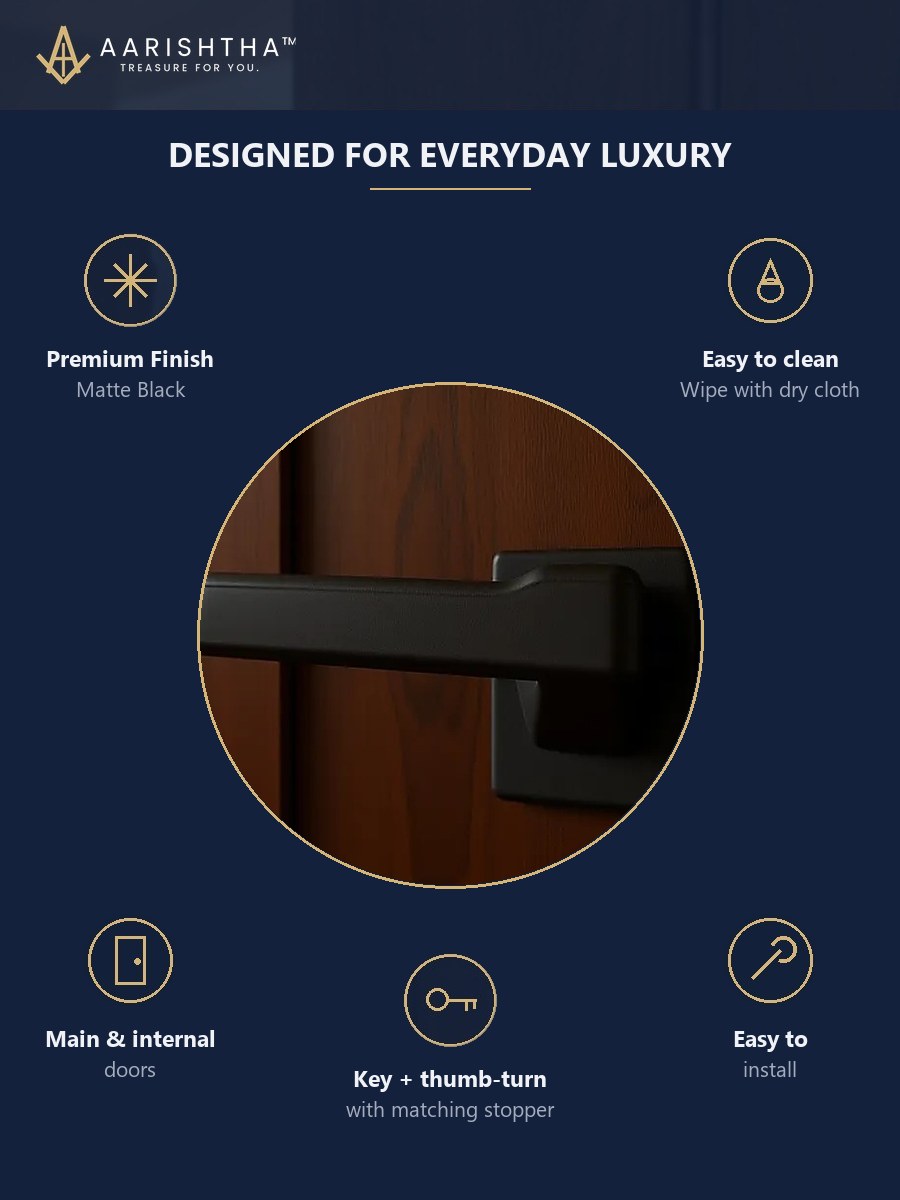 AARISHTHA™
TREASURE FOR YOU.
DESIGNED FOR EVERYDAY LUXURY
Premium Finish
Matte Black
Easy to clean
Wipe with dry cloth
Main & internal
doors
Key + thumb-turn
with matching stopper
Easy to
install